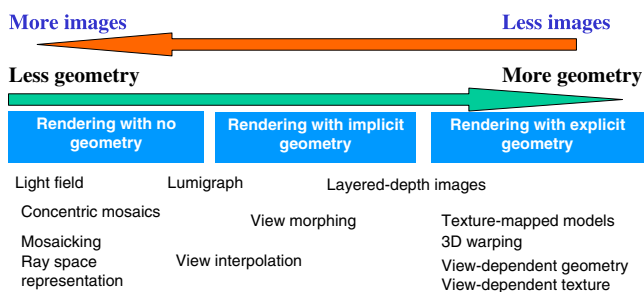 More images Less images
Less geometry More geometry
Rendering with no geometry
Rendering with implicit geometry
Rendering with explicit geometry
Light field Lumigraph Layered-depth images
Concentric mosaics View morphing Texture-mapped models
Mosaicking 3D warping
Ray space representation View interpolation View-dependent geometry
View-dependent texture